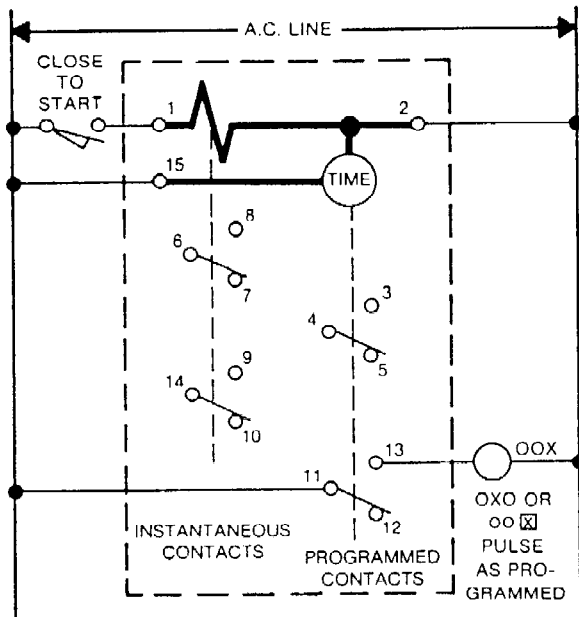 A.C. LINE
CLOSE
TO
START
1
2
15
TIME
8
6
7
3
4
5
9
14
10
13
OOX
11
12
INSTANTANEOUS
CONTACTS
PROGRAMMED
CONTACTS
OXO OR
OO X
PULSE
AS PRO-
GRAMMED